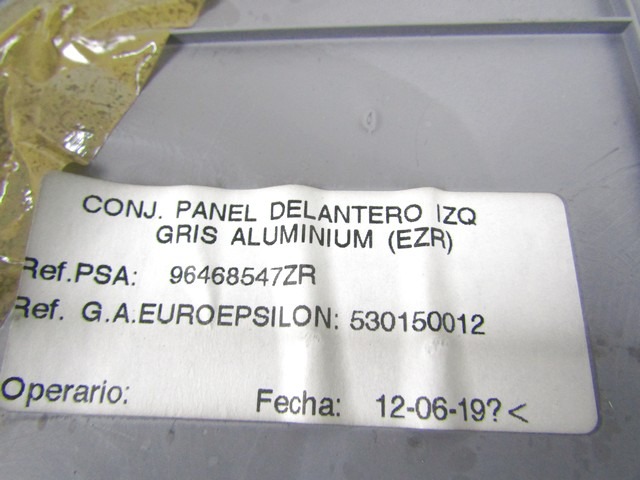 CONJ. PANEL DELANTERO IZQ
GRIS ALUMINIUM (EZR)
Ref.PSA: 96468547ZR
Ref. G.A.EUROEPSILON: 530150012
Operario: Fecha: 12-06-19?<